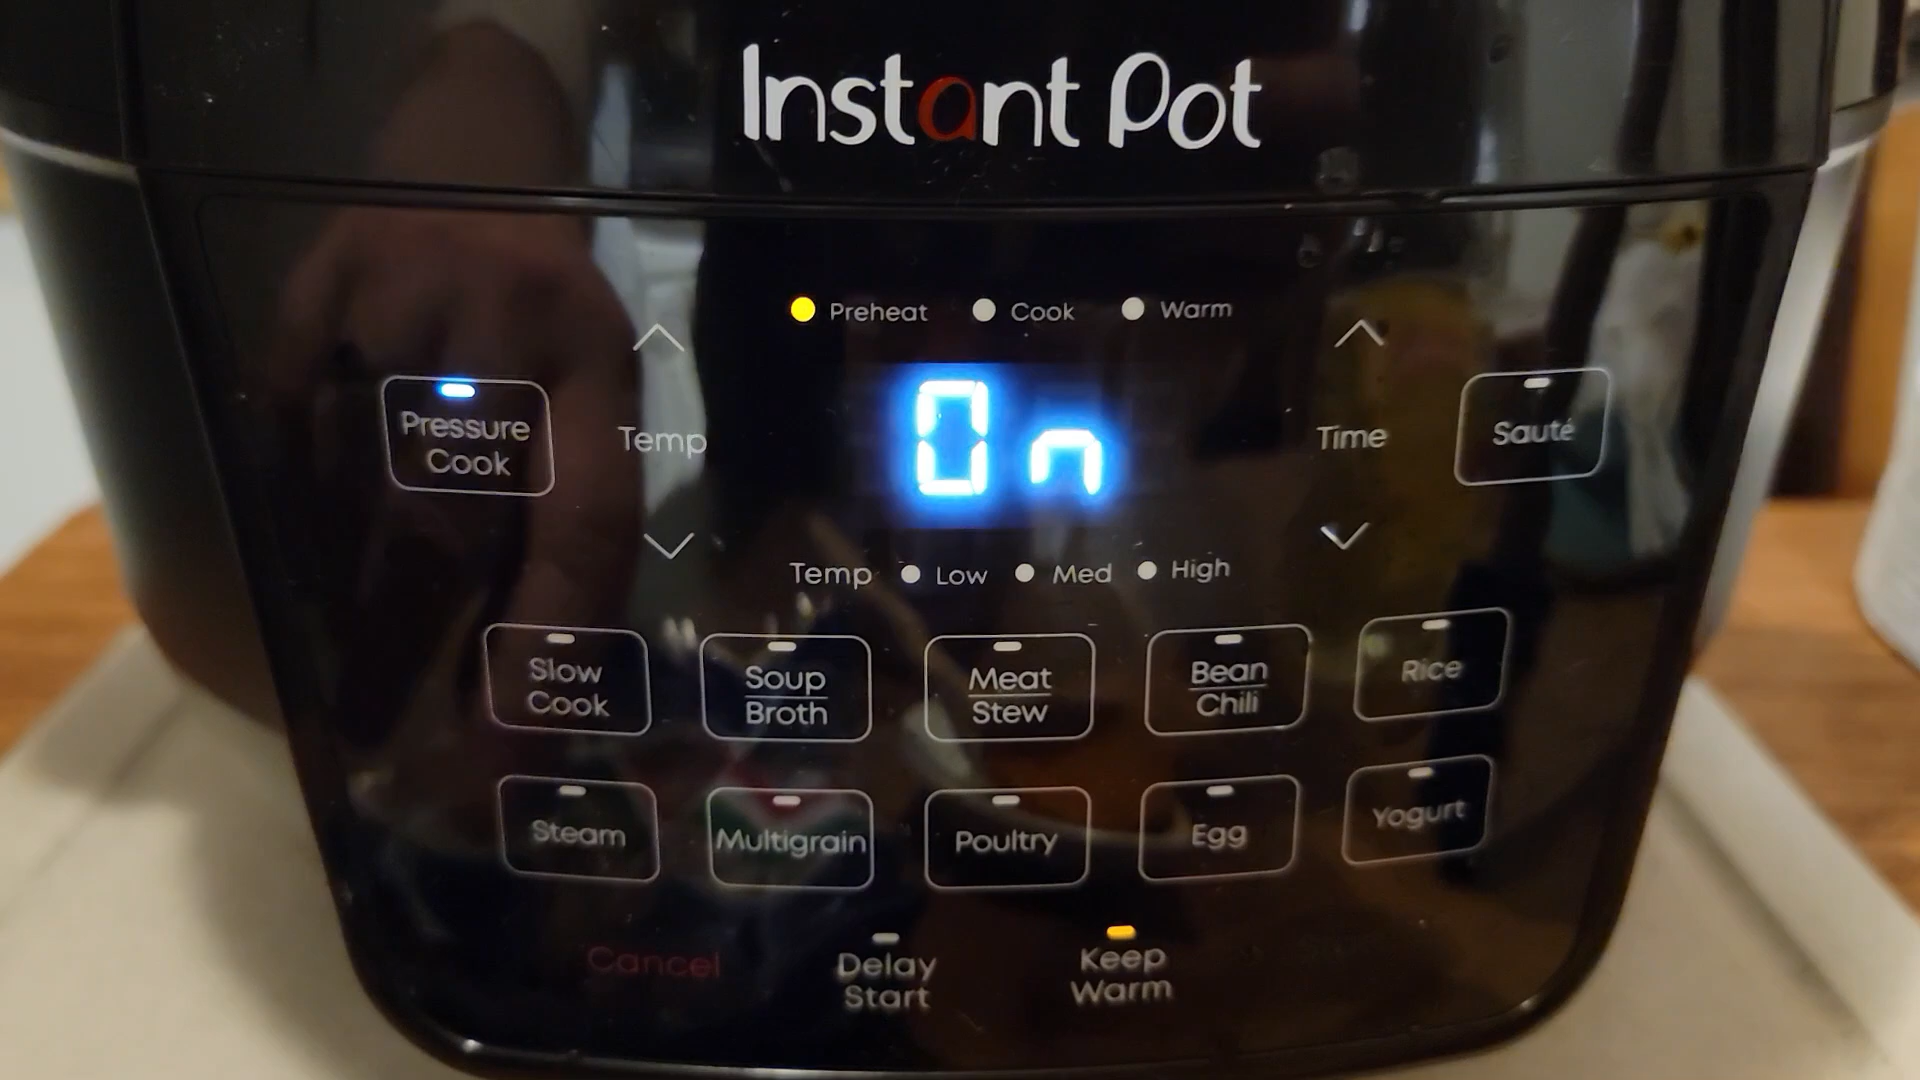 Instant Pot
Preheat Cook Warm
Pressure
Cook
Temp
0n
Time
Sauté
Temp Low Med High
Slow
Cook
Soup
Broth
Meat
Stew
Bean
Chili
Rice
Steam
Multigrain
Poultry
Egg
Yogurt
Cancel
Delay
Start
Keep
Warm